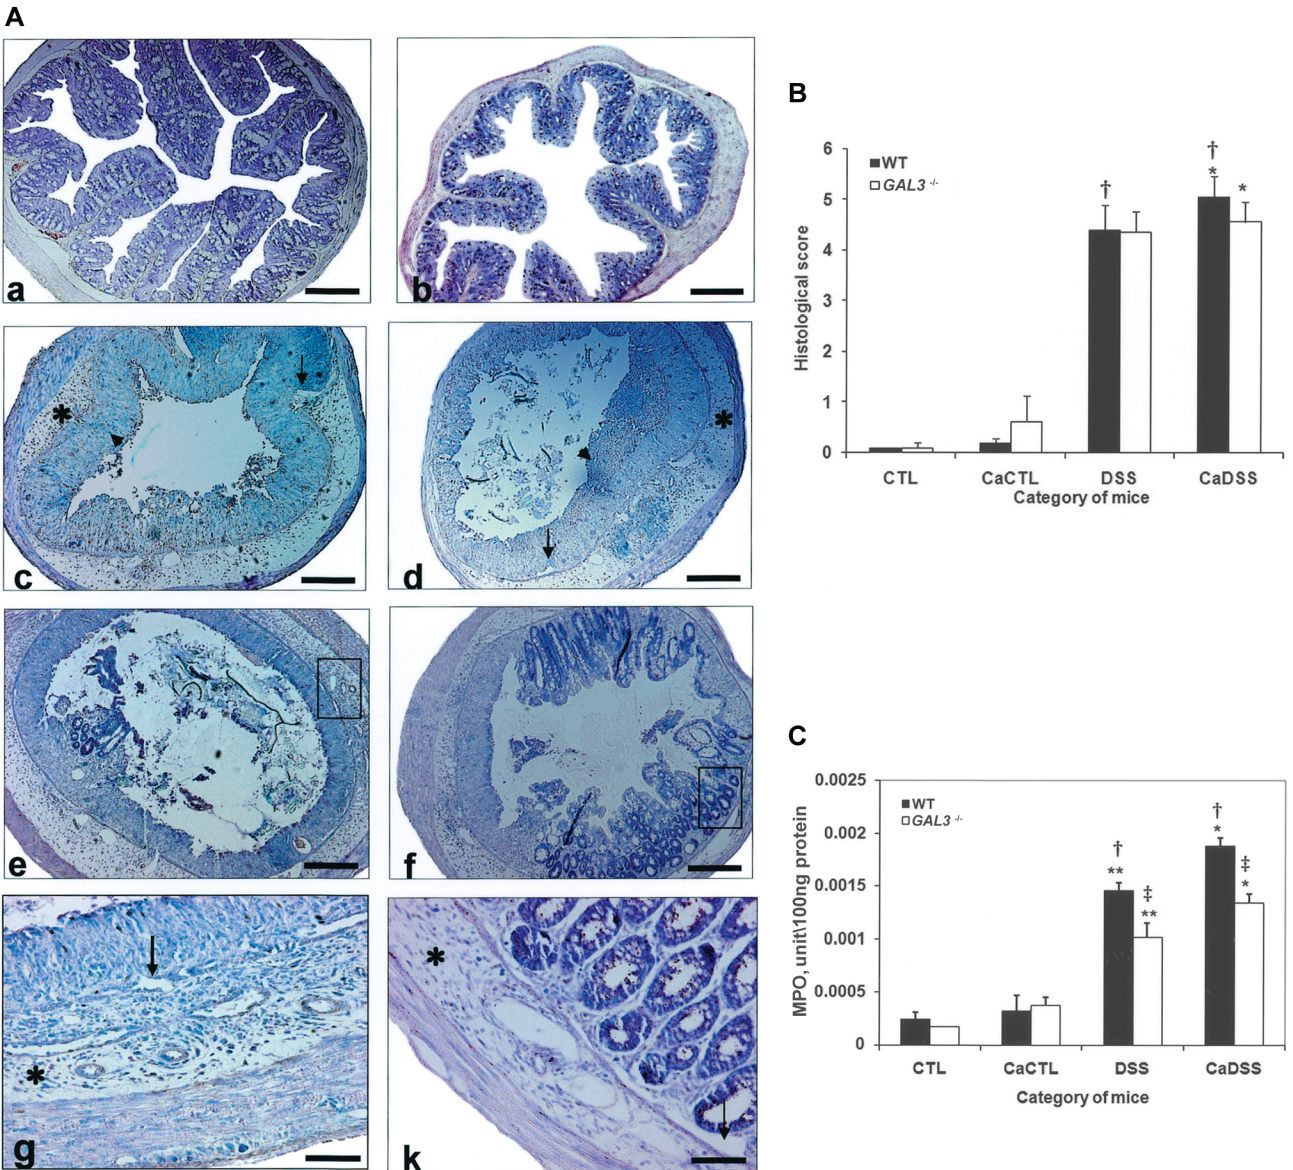 A
a
b
*
c
*
d
e
f
*
g
*
k
B
Histological score
6
5
4
3
2
1
0
WT
GAL3 -/-
†
†
*
*
CTL
CaCTL
DSS
CaDSS
Category of mice
C
MPO, unit\100ng protein
0.0025
0.002
0.0015
0.001
0.0005
0
WT
GAL3 -/-
†
**
‡
**
†
*
‡
*
CTL
CaCTL
DSS
CaDSS
Category of mice